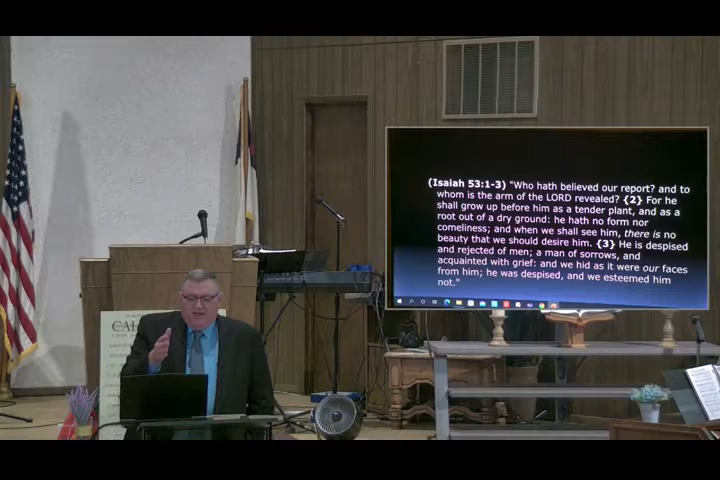 (Isaiah 53:1-3) "Who hath believed our report? and to
whom is the arm of the LORD revealed? {2} For he
shall grow up before him as a tender plant, and as a
root out of a dry ground: he hath no form nor
comeliness; and when we shall see him, there is no
beauty that we should desire him. {3} He is despised
and rejected of men; a man of sorrows, and
acquainted with grief: and we hid as it were our faces
from him; he was despised, and we esteemed him
not."